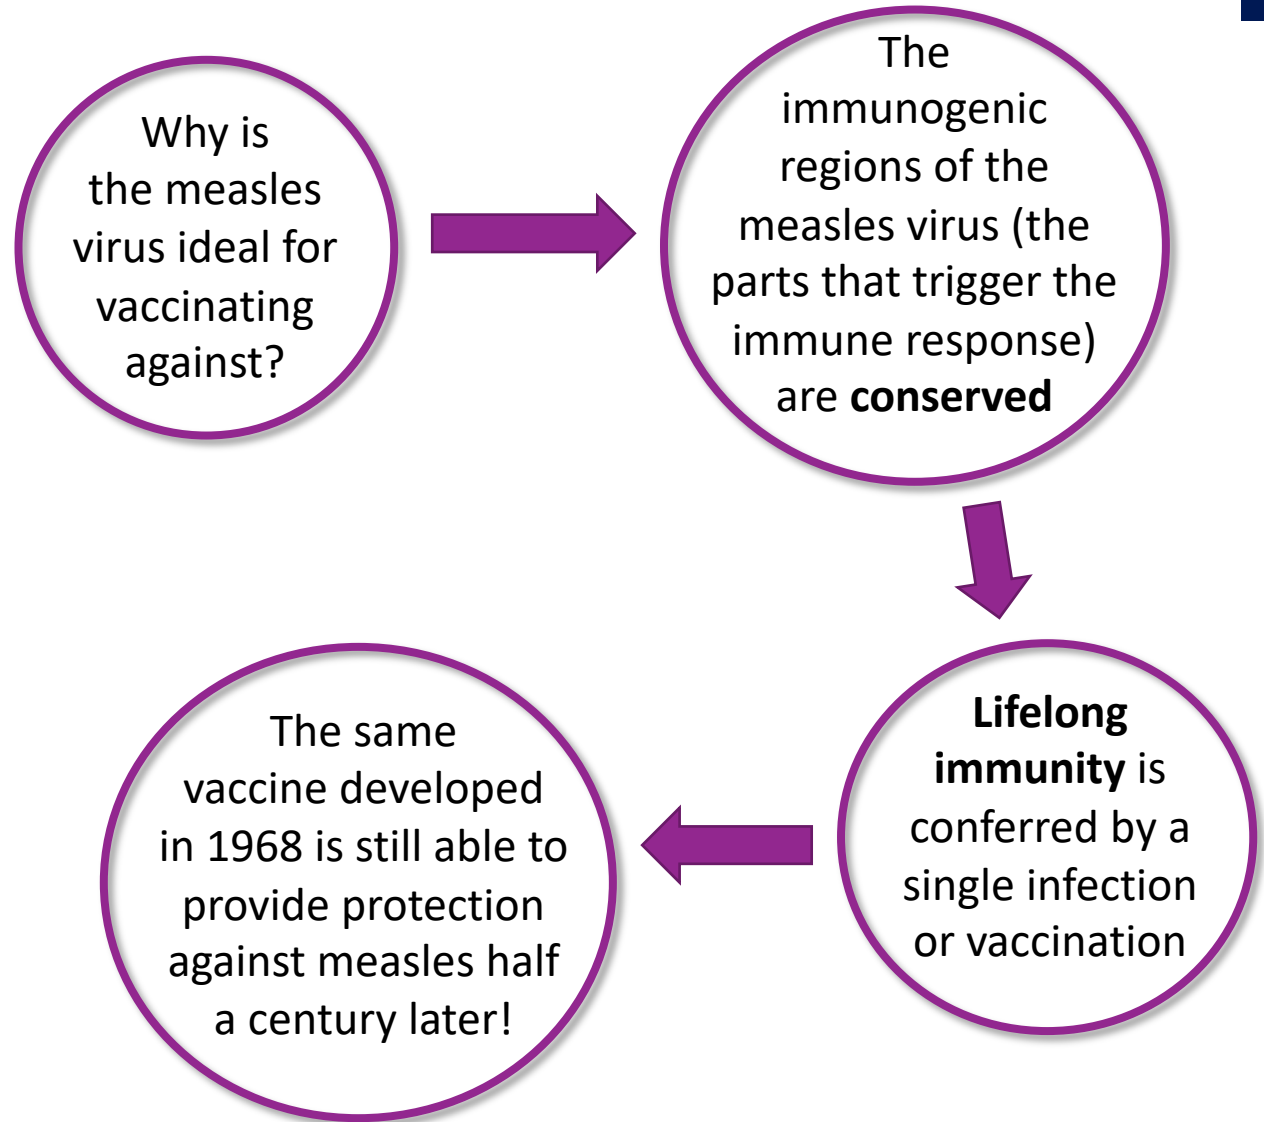 Why is
the measles
virus ideal for
vaccinating
against?
The
immunogenic
regions of the
measles virus (the
parts that trigger the
immune response)
are conserved
Lifelong
immunity is
conferred by a
single infection
or vaccination
The same
vaccine developed
in 1968 is still able to
provide protection
against measles half
a century later!